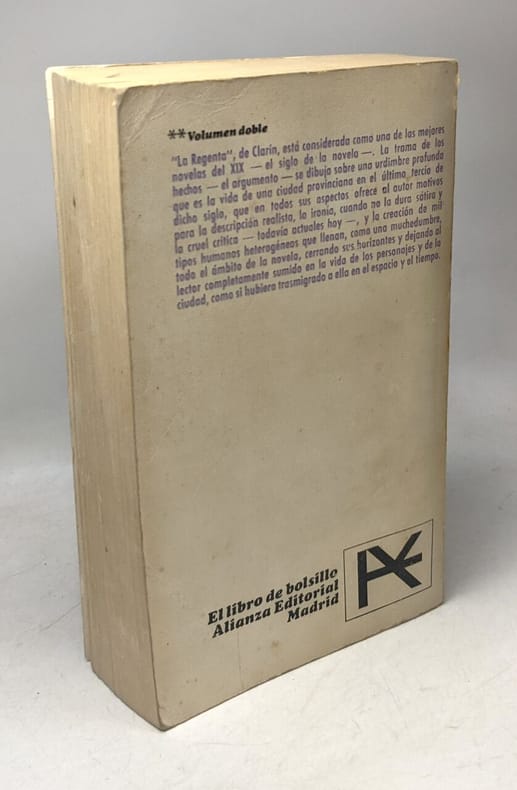 **Volumen doble
"La Regenta", de Clarín, está considerada como una de las mejores
novelas del XIX — el siglo de la novela —. La trama de los
hechos — el argumento — se dibuja sobre una urdimbre profunda
que es la vida de una ciudad provinciana en el último tercio de
dicho siglo, que en todos sus aspectos ofrece al autor motivos
para la descripción realista, la ironía, cuando no la dura sátira y
la cruel crítica — todavía actuales hoy —, y la creación de mil
tipos humanos heterogéneos que llenan, como una muchedumbre,
todo el ámbito de la novela, cerrando sus horizontes y dejando al
lector completamente sumido en la vida de los personajes y de la
ciudad, como si hubiera trasmigrado a ella en el espacio y el tiempo.
El libro de bolsillo
Alianza Editorial
Madrid